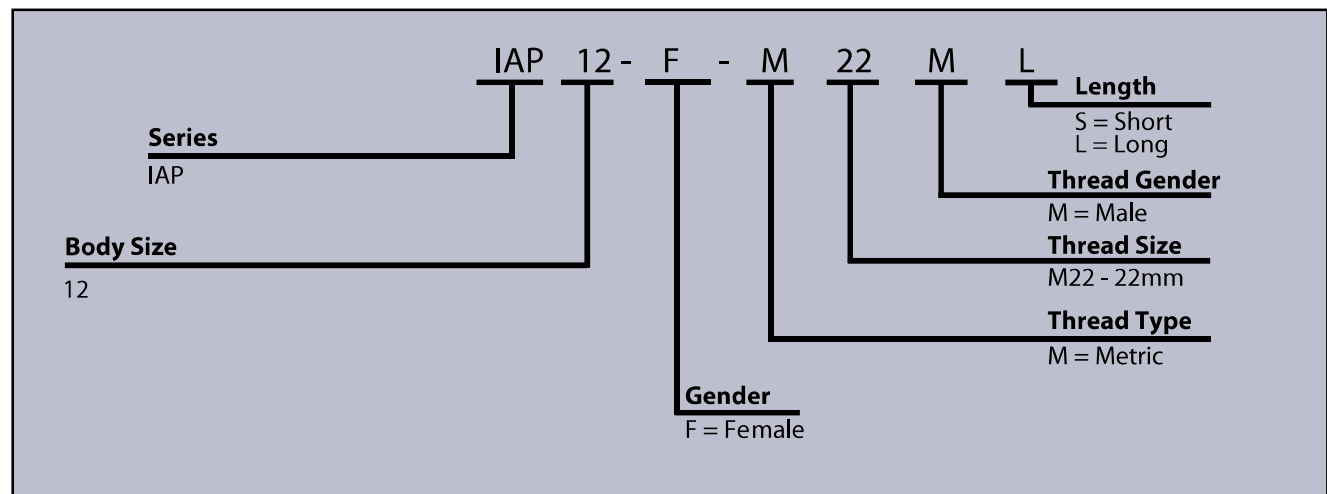 IAP 12 - F - M 22 M L
Length
S = Short
L = Long
Series
IAP
Thread Gender
M = Male
Body Size
12
Thread Size
M22 - 22mm
Thread Type
M = Metric
Gender
F = Female